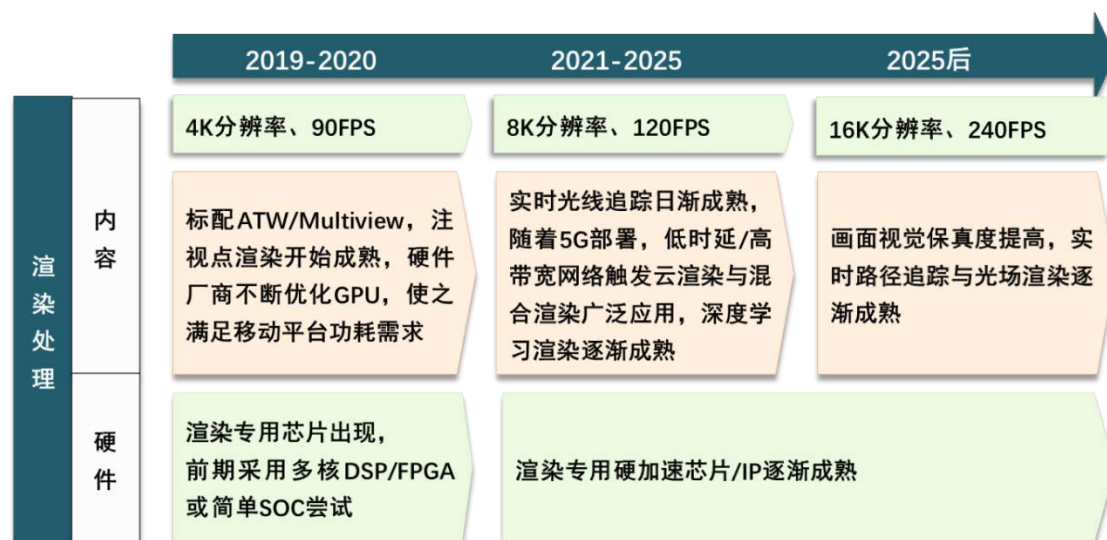 2019-2020
2021-2025
2025后
渲染处理
内容
4K分辨率、90FPS
8K分辨率、120FPS
16K分辨率、240FPS
标配ATW/Multiview，注
视点渲染开始成熟，硬件
厂商不断优化GPU，使之
满足移动平台功耗需求
实时光线追踪日渐成熟，
随着5G部署，低时延/高
带宽网络触发云渲染与混
合渲染广泛应用，深度学
习渲染逐渐成熟
画面视觉保真度提高，实
时路径追踪与光场渲染逐
渐成熟
硬件
渲染专用芯片出现，
前期采用多核DSP/FPGA
或简单SOC尝试
渲染专用硬加速芯片/IP逐渐成熟